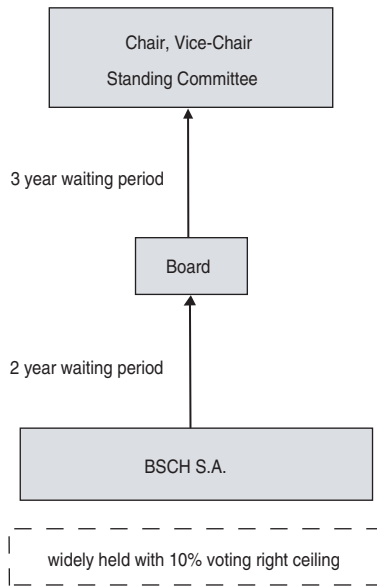 Chair, Vice-Chair
Standing Committee
3 year waiting period
Board
2 year waiting period
BSCH S.A.
widely held with 10% voting right ceiling